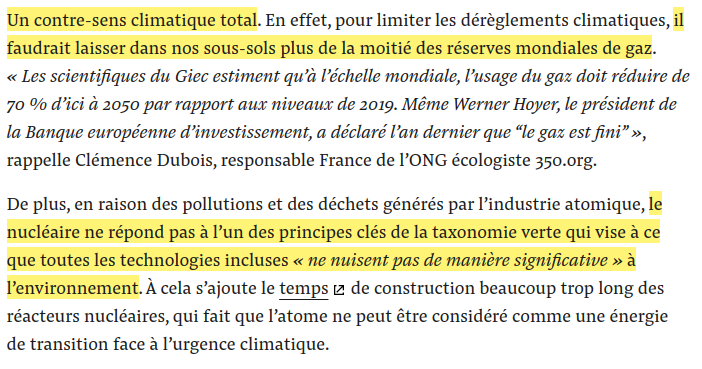 Un contre-sens climatique total. En effet, pour limiter les dérèglements climatiques, il
faudrait laisser dans nos sous-sols plus de la moitié des réserves mondiales de gaz.
« Les scientifiques du Giec estiment qu’à l’échelle mondiale, l’usage du gaz doit réduire de
70 % d’ici à 2050 par rapport aux niveaux de 2019. Même Werner Hoyer, le président de
la Banque européenne d’investissement, a déclaré l’an dernier que “le gaz est fini” »,
rappelle Clémence Dubois, responsable France de l’ONG écologiste 350.org.
De plus, en raison des pollutions et des déchets générés par l’industrie atomique, le
nucléaire ne répond pas à l’un des principes clés de la taxonomie verte qui vise à ce
que toutes les technologies incluses « ne nuisent pas de manière significative » à
l’environnement. À cela s’ajoute le temps de construction beaucoup trop long des
réacteurs nucléaires, qui fait que l’atome ne peut être considéré comme une énergie
de transition face à l’urgence climatique.